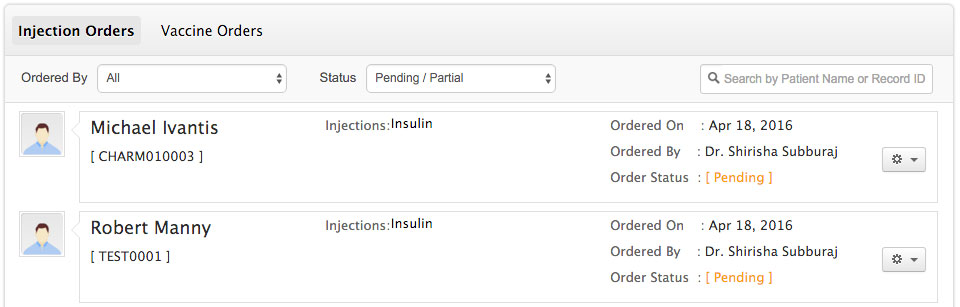 Injection Orders Vaccine Orders
Ordered By All Status Pending / Partial Search by Patient Name or Record ID
Michael Ivantis Injections:Insulin Ordered On : Apr 18, 2016
[ CHARM010003 ] Ordered By : Dr. Shirisha Subburaj
Order Status : [ Pending ]
Robert Manny Injections:Insulin Ordered On : Apr 18, 2016
[ TEST0001 ] Ordered By : Dr. Shirisha Subburaj
Order Status : [ Pending ]